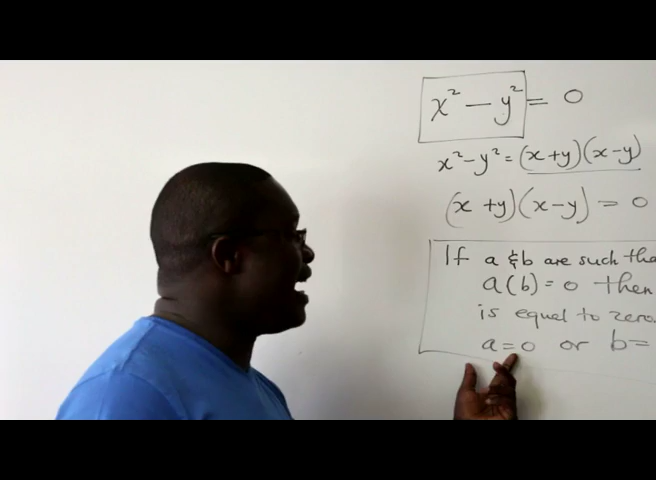 x² − y² = 0
x² − y² = (x + y)(x − y)
(x + y)(x − y) = 0
If a & b are such tha
a(b) = 0 then
is equal to zero.
a = 0 or b =